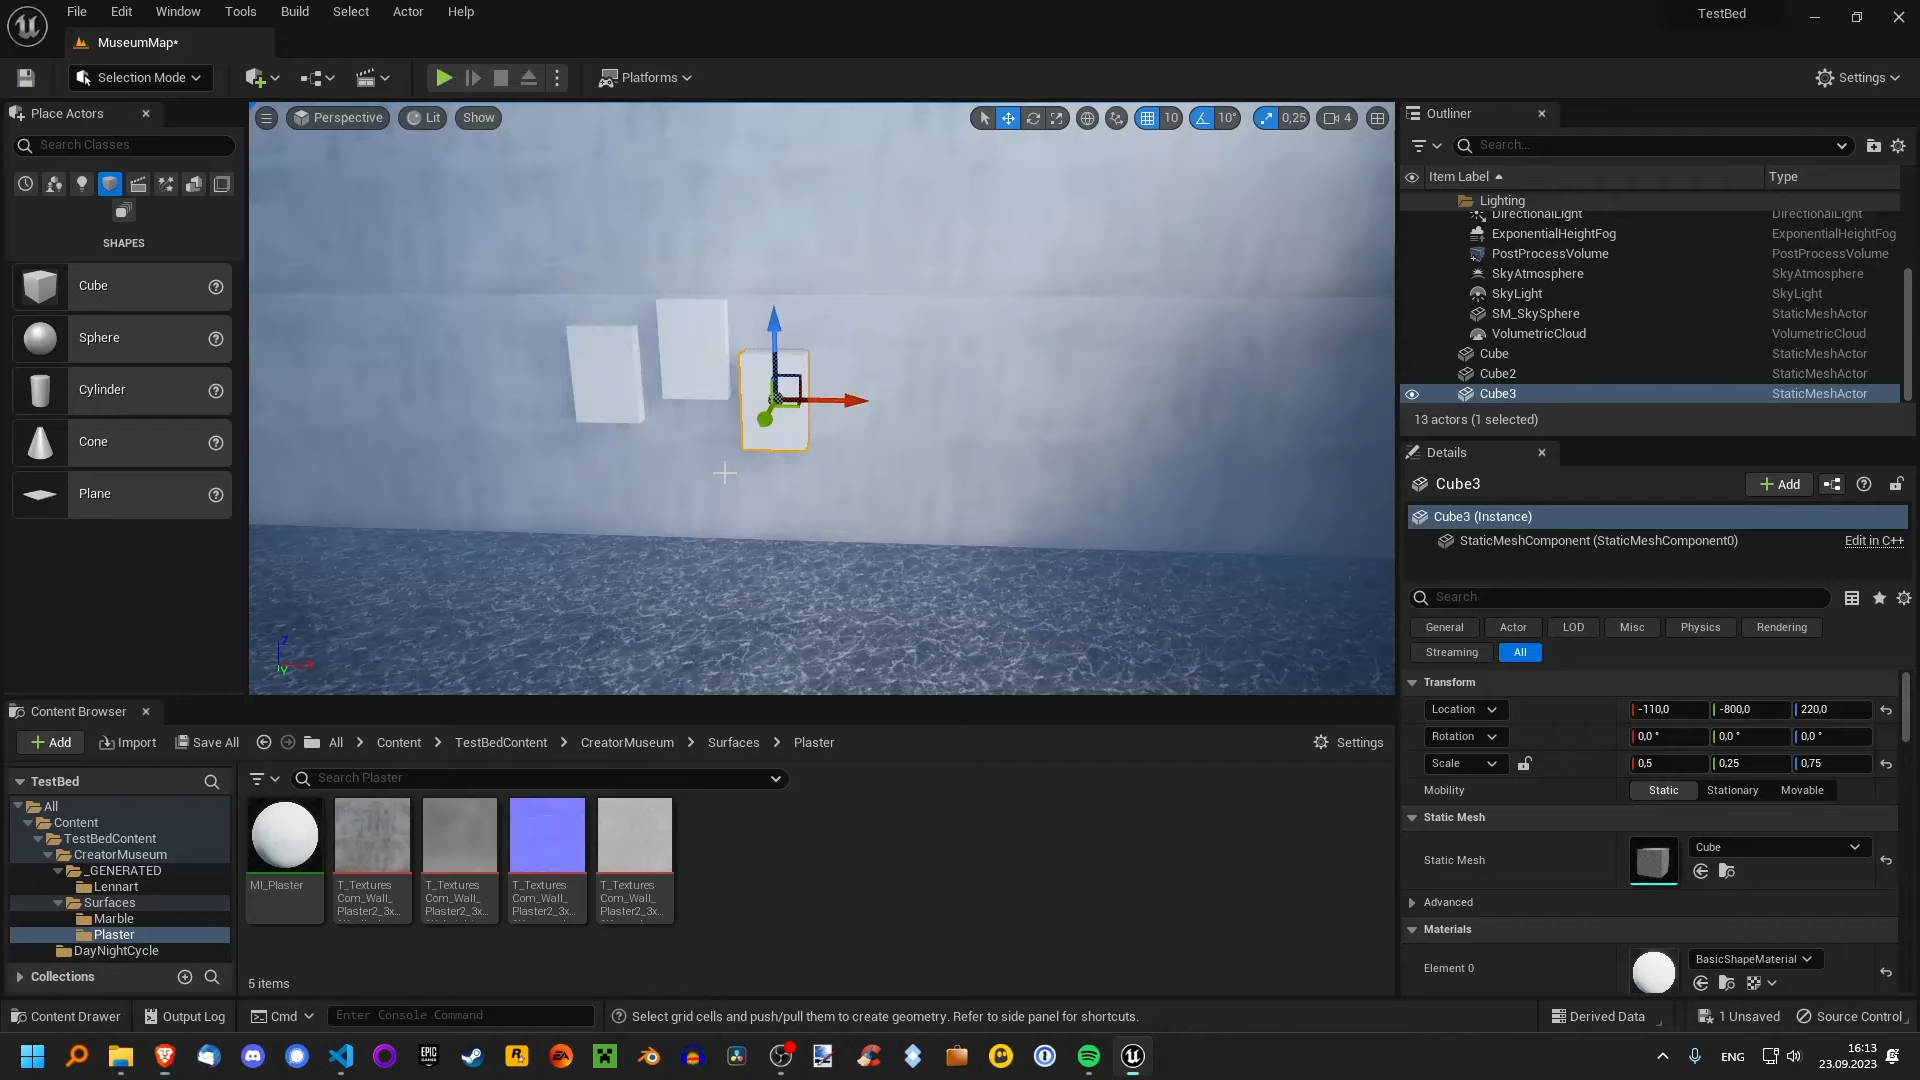 File Edit Window Tools Build Select Actor Help
TestBed
MuseumMap*
Selection Mode
Platforms
Settings
Place Actors
Search Classes
SHAPES
Cube
Sphere
Cylinder
Cone
Plane
Perspective
Lit
Show
10
10°
0,25
4
Z
Y
Outliner
Search...
Item Label
Type
Lighting
DirectionalLight DirectionalLight
ExponentialHeightFog ExponentialHeightFog
PostProcessVolume PostProcessVolume
SkyAtmosphere SkyAtmosphere
SkyLight SkyLight
SM_SkySphere StaticMeshActor
VolumetricCloud VolumetricCloud
Cube StaticMeshActor
Cube2 StaticMeshActor
Cube3 StaticMeshActor
13 actors (1 selected)
Details
Cube3
Add
Cube3 (Instance)
StaticMeshComponent (StaticMeshComponent0)
Edit in C++
Search
General Actor LOD Misc Physics Rendering
Streaming All
Transform
Location -110,0 -800,0 220,0
Rotation 0,0 ° 0,0 ° 0,0 °
Scale 0,5 0,25 0,75
Mobility Static Stationary Movable
Static Mesh
Static Mesh Cube
Advanced
Materials
Element 0 BasicShapeMaterial
Content Browser
Add Import Save All All Content TestBedContent CreatorMuseum Surfaces Plaster
Settings
TestBed
Search Plaster
All
Content
TestBedContent
CreatorMuseum
_GENERATED
Lennart
Surfaces
Marble
Plaster
DayNightCycle
Collections
MI_Plaster
T_Textures
Com_Wall_
Plaster2_3x...
T_Textures
Com_Wall_
Plaster2_3x...
T_Textures
Com_Wall_
Plaster2_3x...
T_Textures
Com_Wall_
Plaster2_3x...
5 items
Content Drawer
Output Log
Cmd
Enter Console Command
Select grid cells and push/pull them to create geometry. Refer to side panel for shortcuts.
Derived Data
1 Unsaved
Source Control
EPIC
GAMES
R
EA
ENG
16:13
23.09.2023